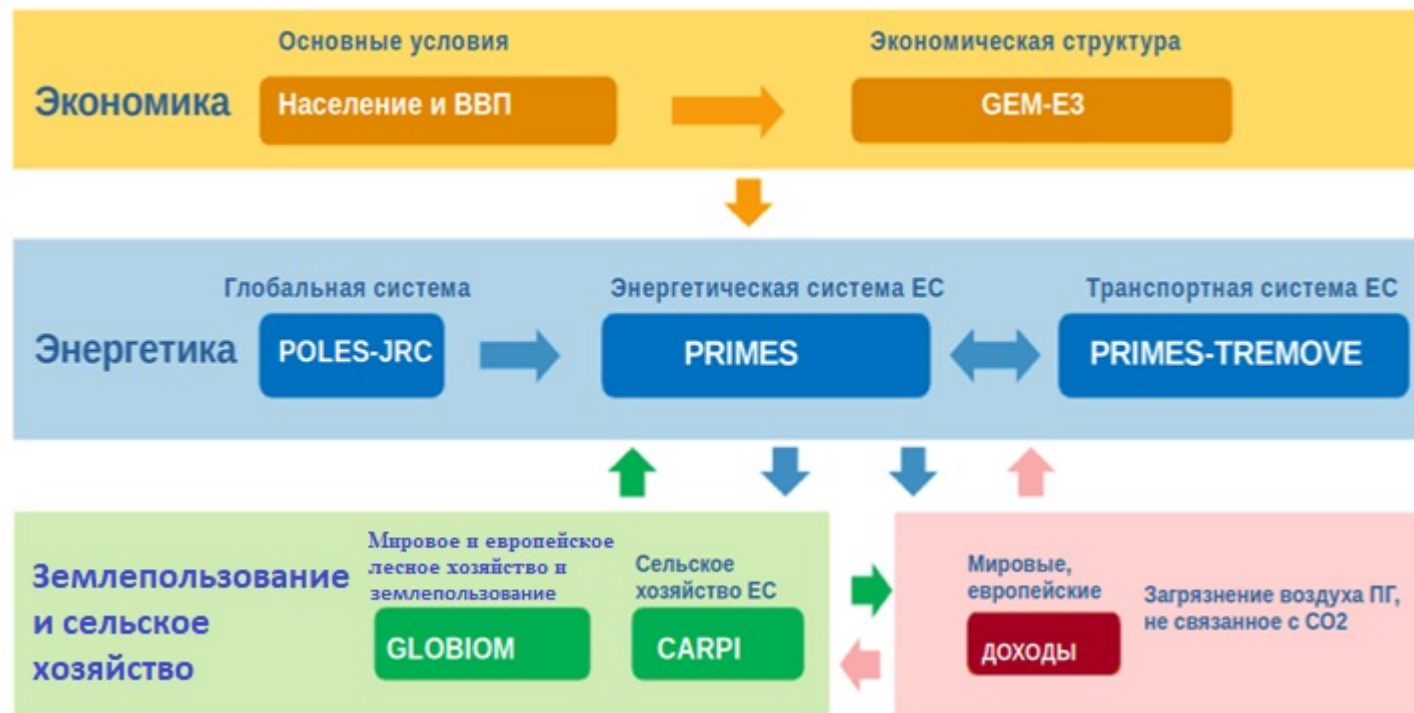 Основные условия
Экономическая структура
Экономика
Население и ВВП
GEM-E3
Глобальная система
Энергетическая система ЕС
Транспортная система ЕС
Энергетика
POLES-JRC
PRIMES
PRIMES-TREMOVE
Землепользование
и сельское
хозяйство
Мировое и европейское
лесное хозяйство и
землепользование
GLOBIOM
Сельское
хозяйство ЕС
CARPI
Мировые,
европейские
доходы
Загрязнение воздуха ПГ,
не связанное с СО2